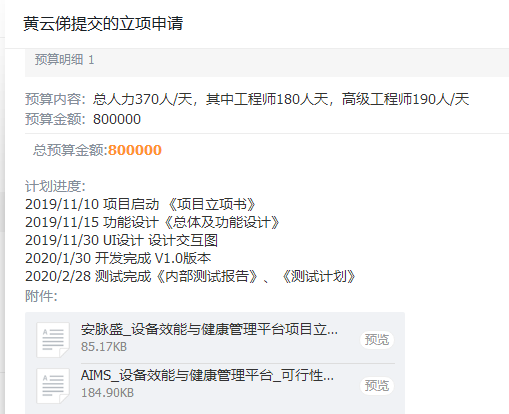 黄云俤提交的立项申请
预算明细 1
预算内容: 总人力370人/天，其中工程师180人天，高级工程师190人/天
预算金额: 800000
总预算金额:800000
计划进度:
2019/11/10 项目启动 《项目立项书》
2019/11/15 功能设计《总体及功能设计》
2019/11/30 UI设计 设计交互图
2020/1/30 开发完成 V1.0版本
2020/2/28 测试完成《内部测试报告》、《测试计划》
附件:
安脉盛_设备效能与健康管理平台项目立...
85.17KB
预览
AIMS_设备效能与健康管理平台_可行性...
184.90KB
预览